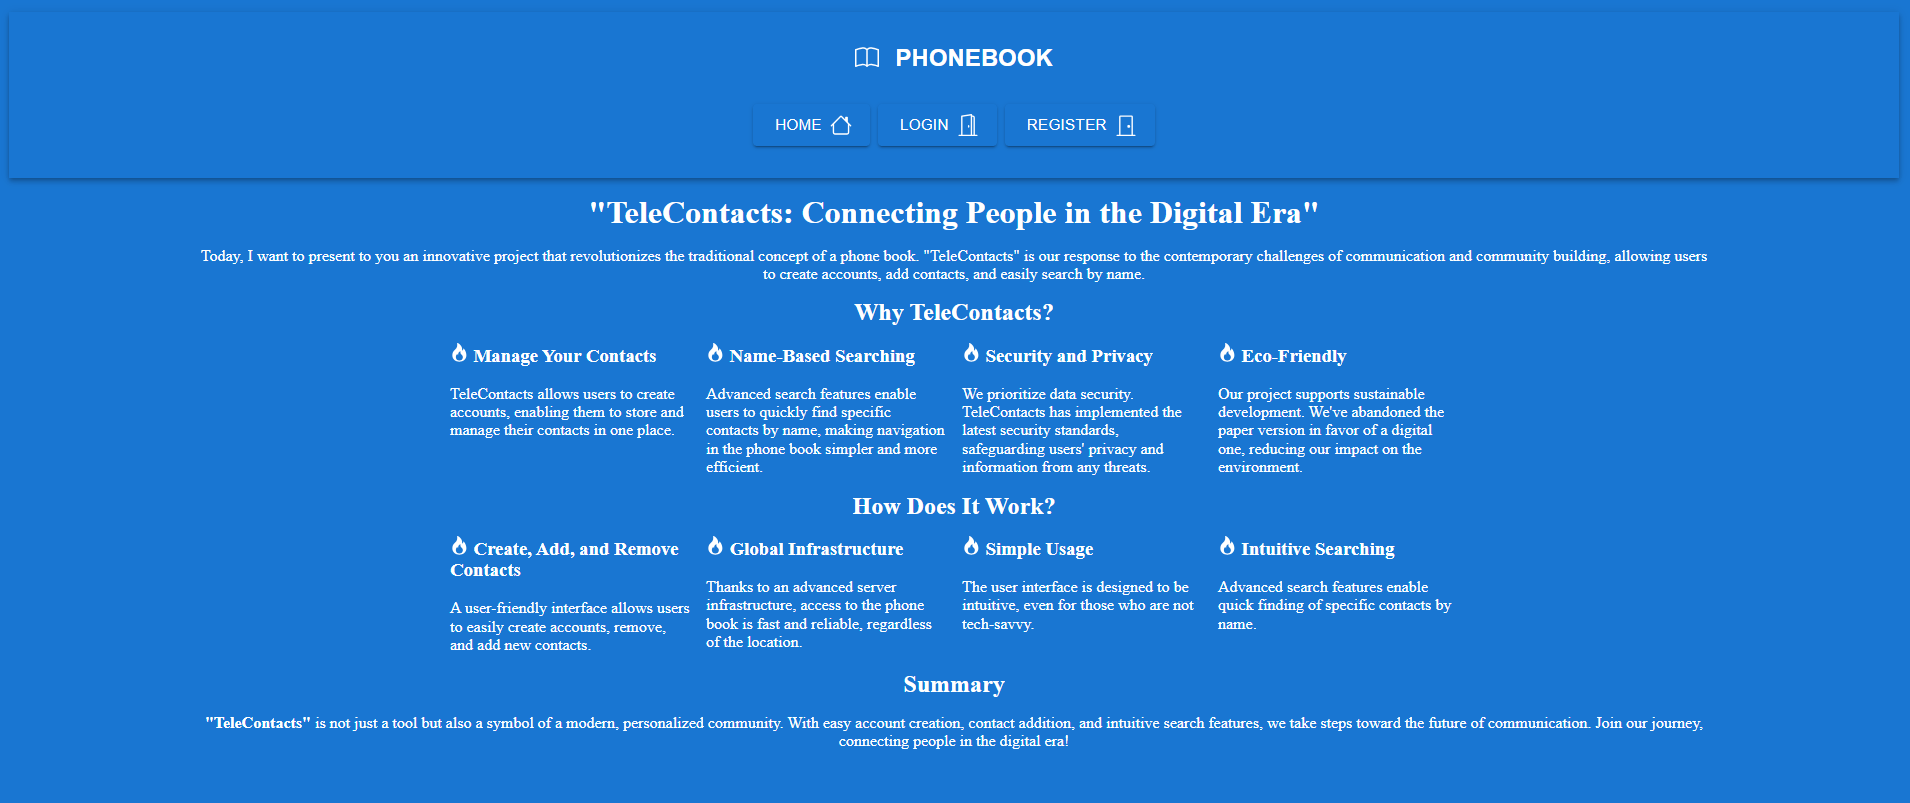 PHONEBOOK
HOME
LOGIN
REGISTER
"TeleContacts: Connecting People in the Digital Era"
Today, I want to present to you an innovative project that revolutionizes the traditional concept of a phone book. "TeleContacts" is our response to the contemporary challenges of communication and community building, allowing users
to create accounts, add contacts, and easily search by name.
Why TeleContacts?
Manage Your Contacts
TeleContacts allows users to create
accounts, enabling them to store and
manage their contacts in one place.
Name-Based Searching
Advanced search features enable
users to quickly find specific
contacts by name, making navigation
in the phone book simpler and more
efficient.
Security and Privacy
We prioritize data security.
TeleContacts has implemented the
latest security standards,
safeguarding users' privacy and
information from any threats.
Eco-Friendly
Our project supports sustainable
development. We've abandoned the
paper version in favor of a digital
one, reducing our impact on the
environment.
How Does It Work?
Create, Add, and Remove
Contacts
A user-friendly interface allows users
to easily create accounts, remove,
and add new contacts.
Global Infrastructure
Thanks to an advanced server
infrastructure, access to the phone
book is fast and reliable, regardless
of the location.
Simple Usage
The user interface is designed to be
intuitive, even for those who are not
tech-savvy.
Intuitive Searching
Advanced search features enable
quick finding of specific contacts by
name.
Summary
"TeleContacts" is not just a tool but also a symbol of a modern, personalized community. With easy account creation, contact addition, and intuitive search features, we take steps toward the future of communication. Join our journey,
connecting people in the digital era!